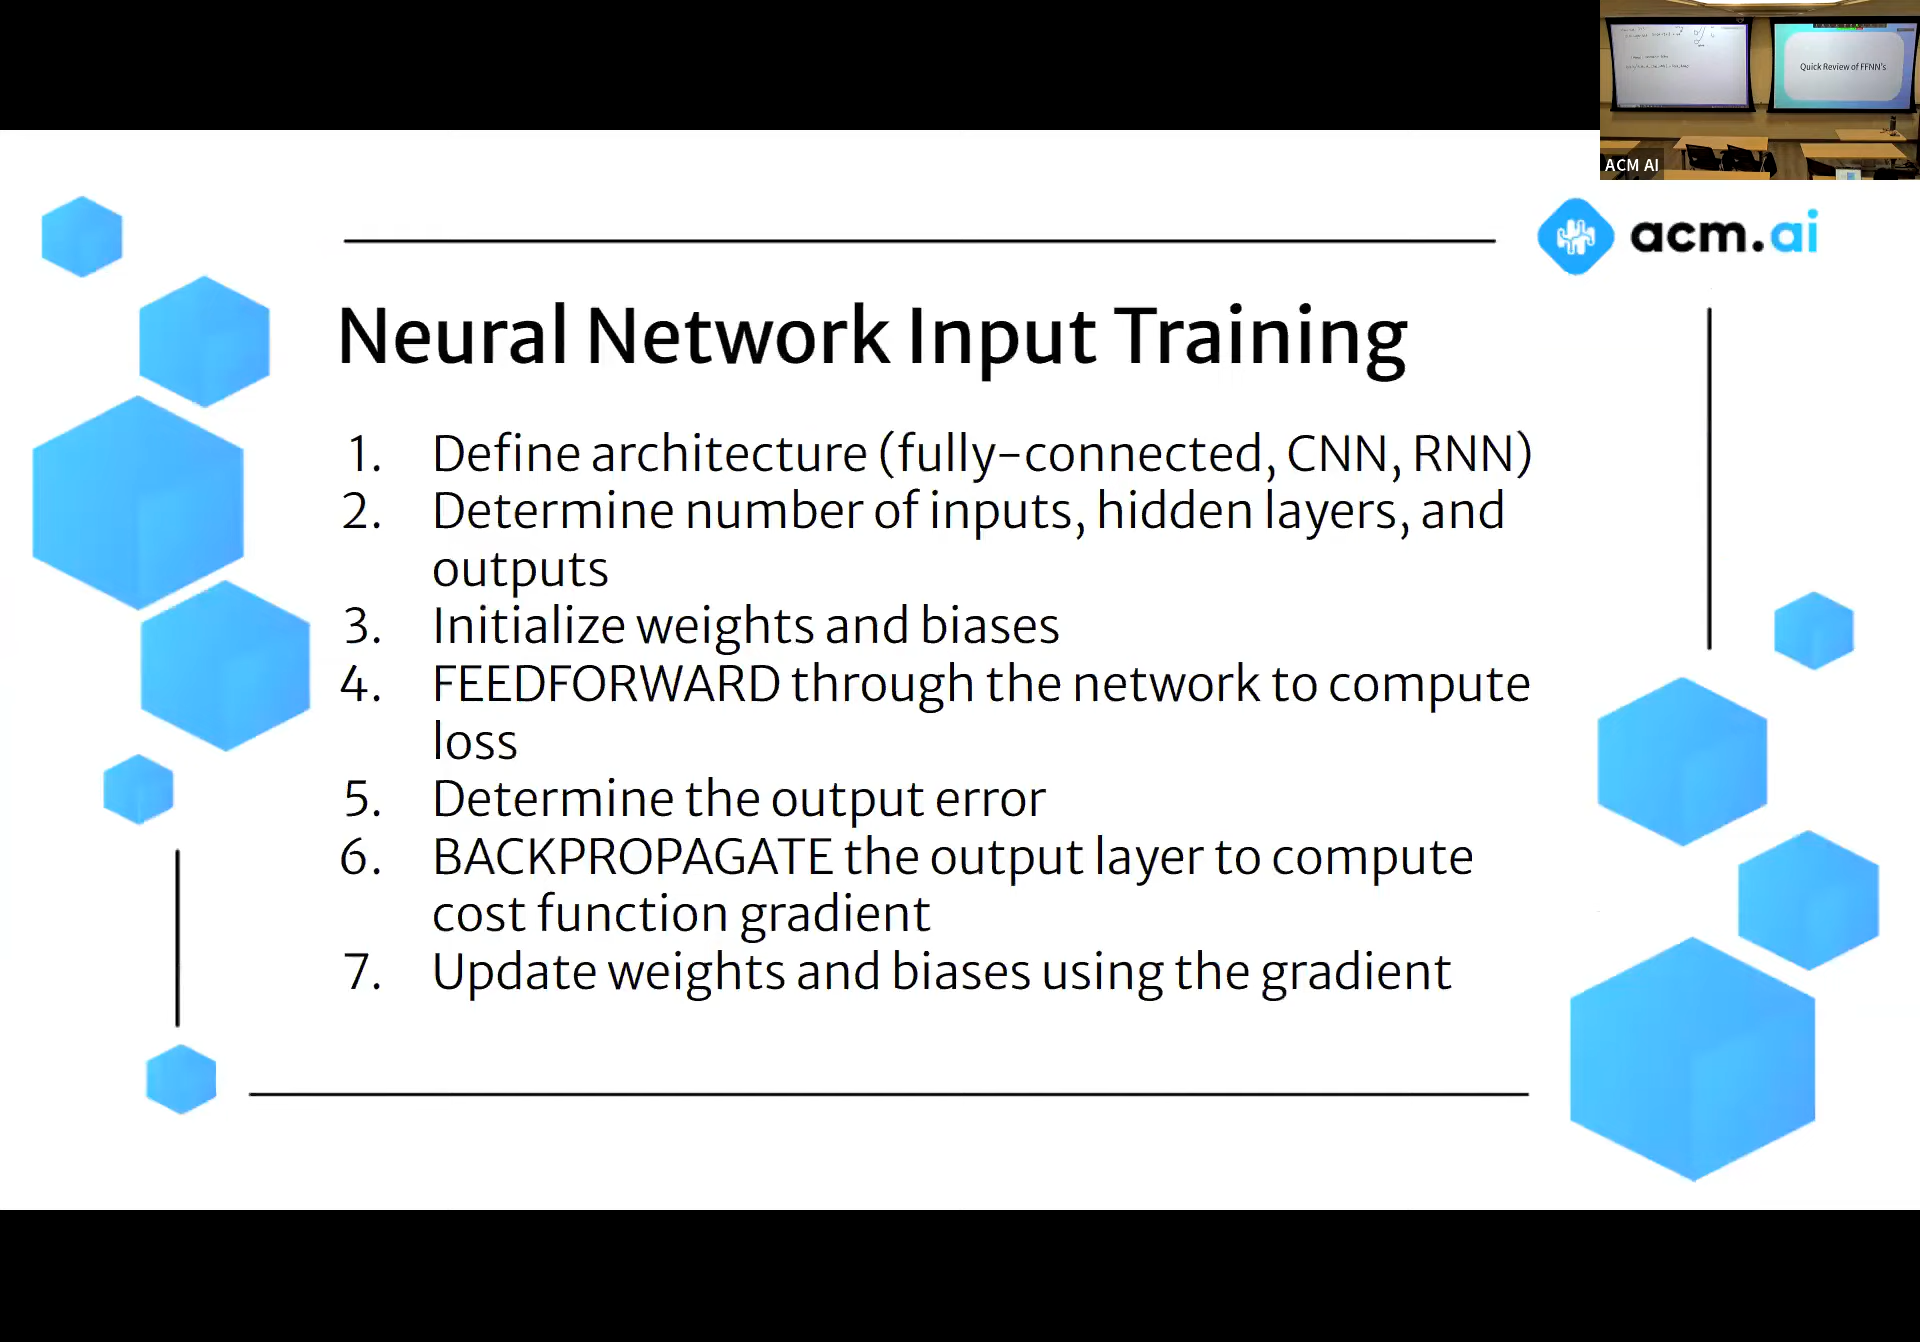 Quick Review of FFNN's
ACM AI
acm.ai
Neural Network Input Training
1. Define architecture (fully-connected, CNN, RNN)
2. Determine number of inputs, hidden layers, and
outputs
3. Initialize weights and biases
4. FEEDFORWARD through the network to compute
loss
5. Determine the output error
6. BACKPROPAGATE the output layer to compute
cost function gradient
7. Update weights and biases using the gradient